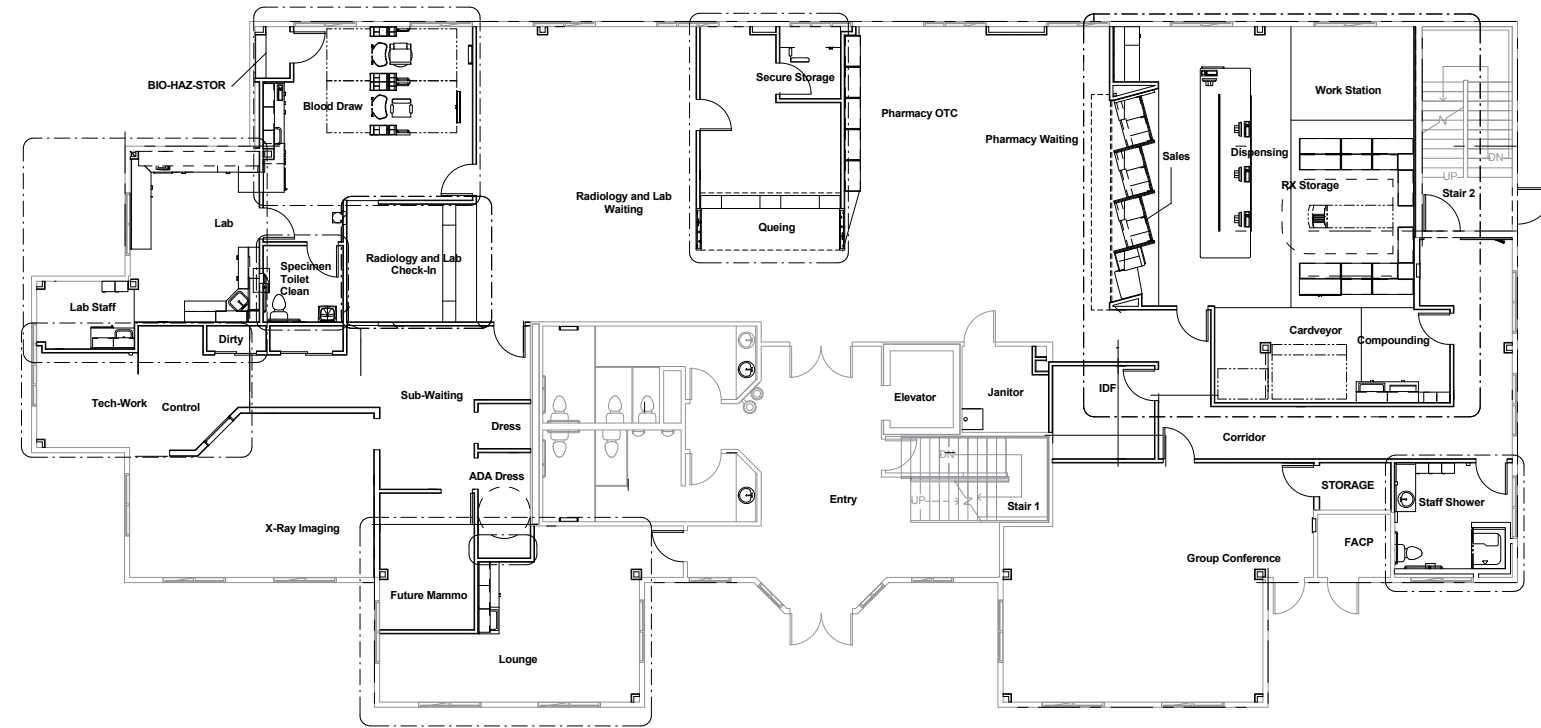 BIO-HAZ-STOR
Blood Draw
Secure Storage
Work Station
Pharmacy OTC
Pharmacy Waiting
Sales
Dispensing
RX Storage
DN
UP
Stair 2
Radiology and Lab
Waiting
Lab
Queing
Specimen
Toilet
Clean
Radiology and Lab
Check-In
Lab Staff
Dirty
Cardveyor
Compounding
Tech-Work
Control
Sub-Waiting
Dress
Elevator
Janitor
IDF
Corridor
ADA Dress
DN
UP
Stair 1
Entry
STORAGE
Staff Shower
X-Ray Imaging
FACP
Group Conference
Future Mammo
Lounge